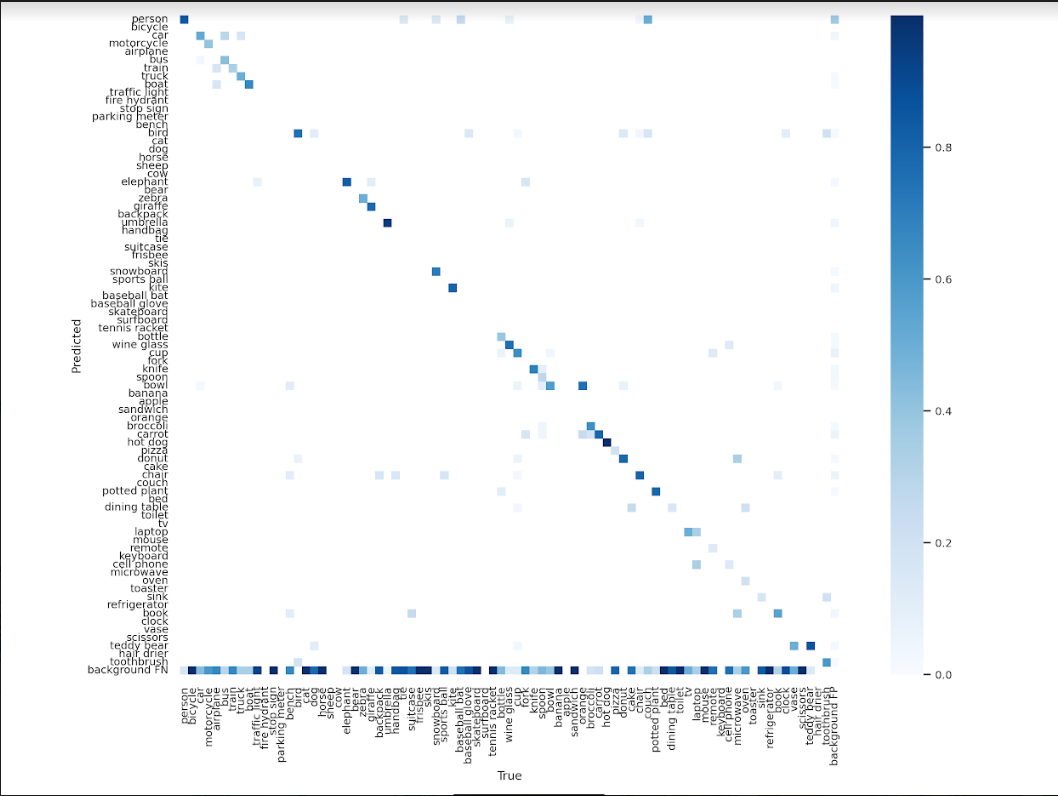 person
bicycle
car
motorcycle
airplane
bus
train
truck
boat
traffic light
fire hydrant
stop sign
parking meter
bench
bird
cat
dog
horse
sheep
cow
elephant
bear
zebra
giraffe
backpack
umbrella
handbag
tie
suitcase
frisbee
skis
snowboard
sports ball
kite
baseball bat
baseball glove
skateboard
surfboard
tennis racket
bottle
wine glass
cup
fork
knife
spoon
bowl
banana
apple
sandwich
orange
broccoli
carrot
hot dog
pizza
donut
cake
chair
couch
potted plant
bed
dining table
toilet
tv
laptop
mouse
remote
keyboard
cell phone
microwave
oven
toaster
sink
refrigerator
book
clock
vase
scissors
teddy bear
hair drier
toothbrush
background FN
Predicted
person
bicycle
car
motorcycle
airplane
bus
train
truck
boat
traffic light
fire hydrant
stop sign
parking meter
bench
bird
cat
dog
horse
sheep
cow
elephant
bear
zebra
giraffe
backpack
umbrella
handbag
tie
suitcase
frisbee
skis
snowboard
sports ball
kite
baseball bat
baseball glove
skateboard
surfboard
tennis racket
bottle
wine glass
cup
fork
knife
spoon
bowl
banana
apple
sandwich
orange
broccoli
carrot
hot dog
pizza
donut
cake
chair
couch
potted plant
bed
dining table
toilet
tv
laptop
mouse
remote
keyboard
cell phone
microwave
oven
toaster
sink
refrigerator
book
clock
vase
scissors
teddy bear
hair drier
toothbrush
background FP
True
0.8
0.6
0.4
0.2
0.0